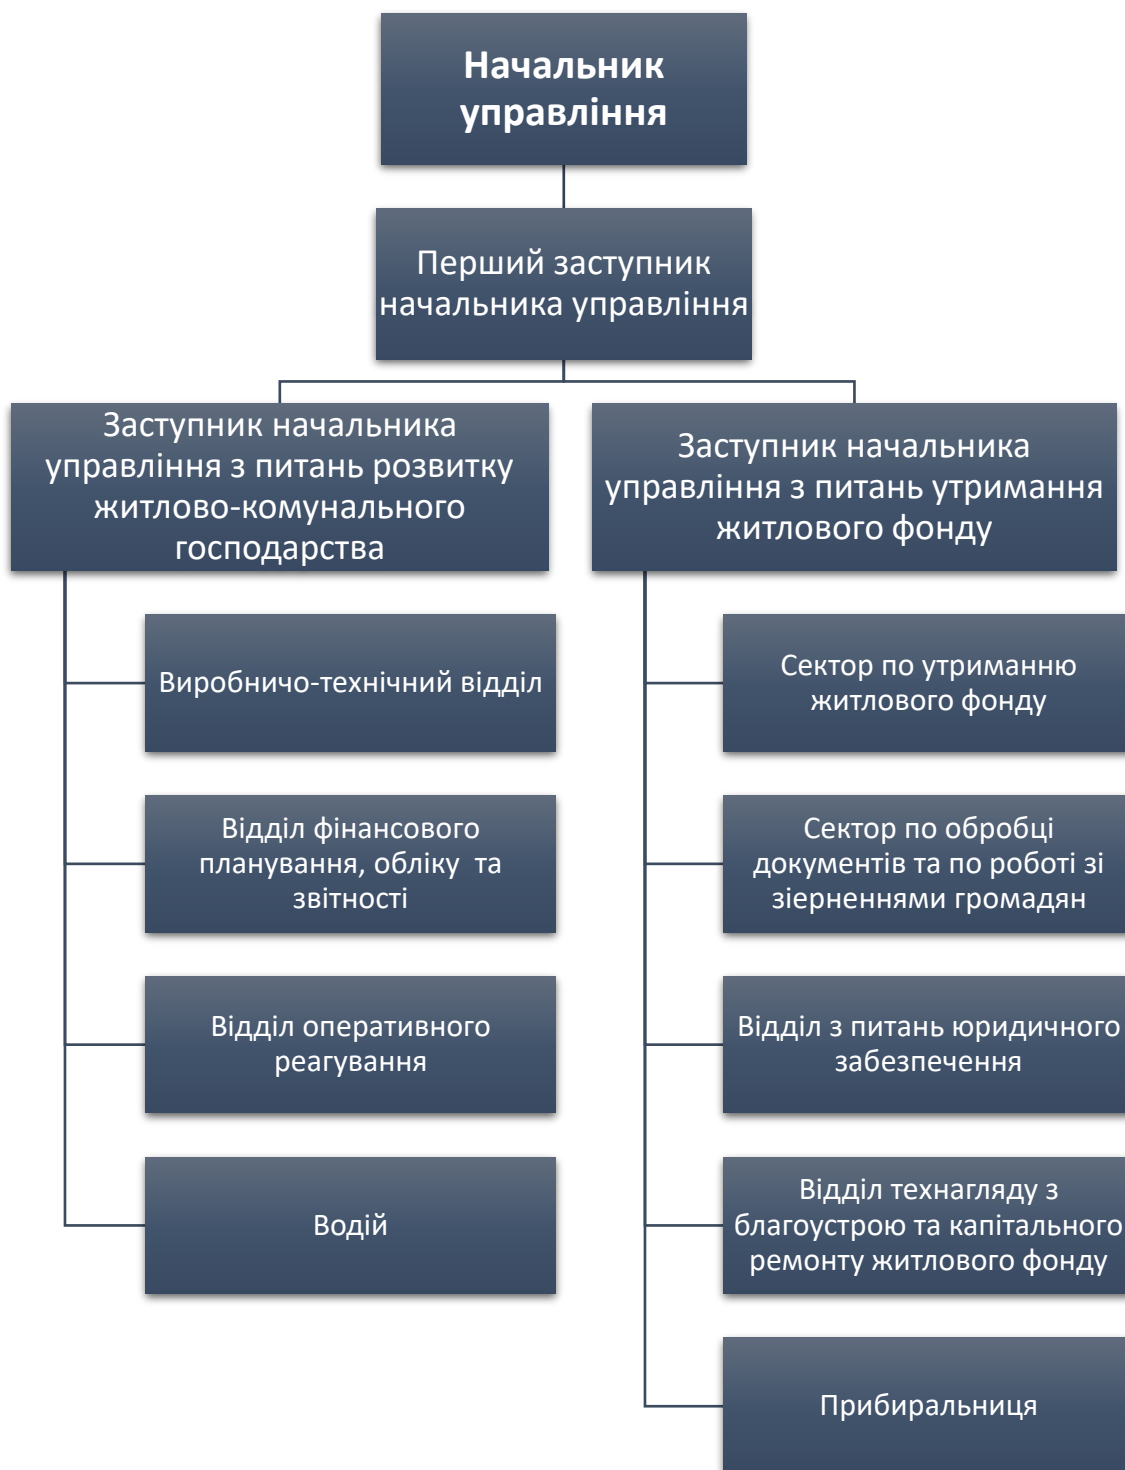 Начальник
управління
Перший заступник
начальника управління
Заступник начальника
управління з питань розвитку
житлово-комунального
господарства
Виробничо-технічний відділ
Відділ фінансового
планування, обліку та
звітності
Відділ оперативного
реагування
Водій
Заступник начальника
управління з питань утримання
житлового фонду
Сектор по утриманню
житлового фонду
Сектор по обробці
документів та по роботі зі
зіерненнями громадян
Відділ з питань юридичного
забезпечення
Відділ технагляду з
благоустрою та капітального
ремонту житлового фонду
Прибиральниця